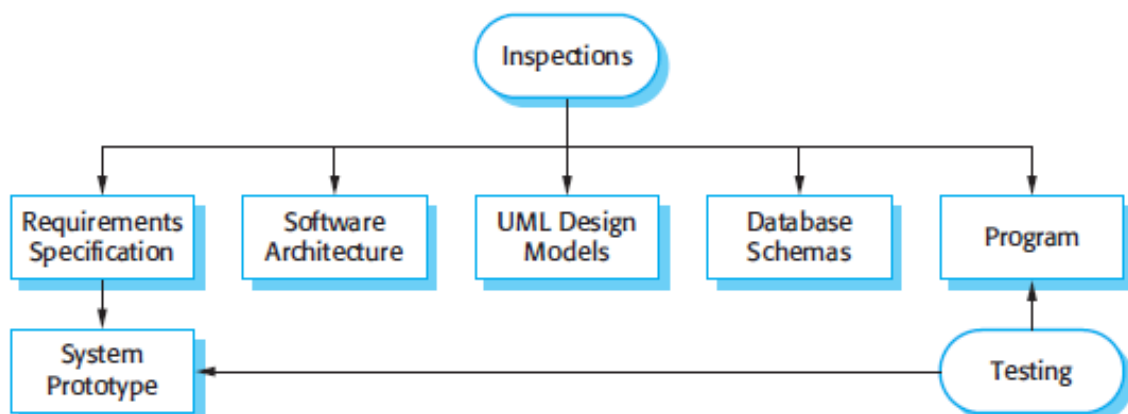 Inspections
Requirements
Specification
Software
Architecture
UML Design
Models
Database
Schemas
Program
System
Prototype
Testing